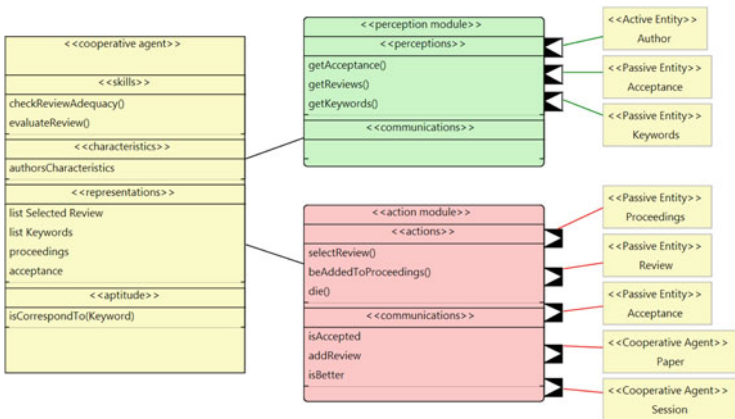 <<cooperative agent>>
<<skills>>
checkReviewAdequacy()
evaluateReview()
<<characteristics>>
authorsCharacteristics
<<representations>>
list Selected Review
list Keywords
proceedings
acceptance
<<aptitude>>
isCorrespondTo(Keyword)
<<perception module>>
<<perceptions>>
getAcceptance()
getReviews()
getKeywords()
<<communications>>
<<action module>>
<<actions>>
selectReview()
beAddedToProceedings()
die()
<<communications>>
isAccepted
addReview
isBetter
<<Active Entity>>
Author
<<Passive Entity>>
Acceptance
<<Passive Entity>>
Keywords
<<Passive Entity>>
Proceedings
<<Passive Entity>>
Review
<<Passive Entity>>
Acceptance
<<Cooperative Agent>>
Paper
<<Cooperative Agent>>
Session